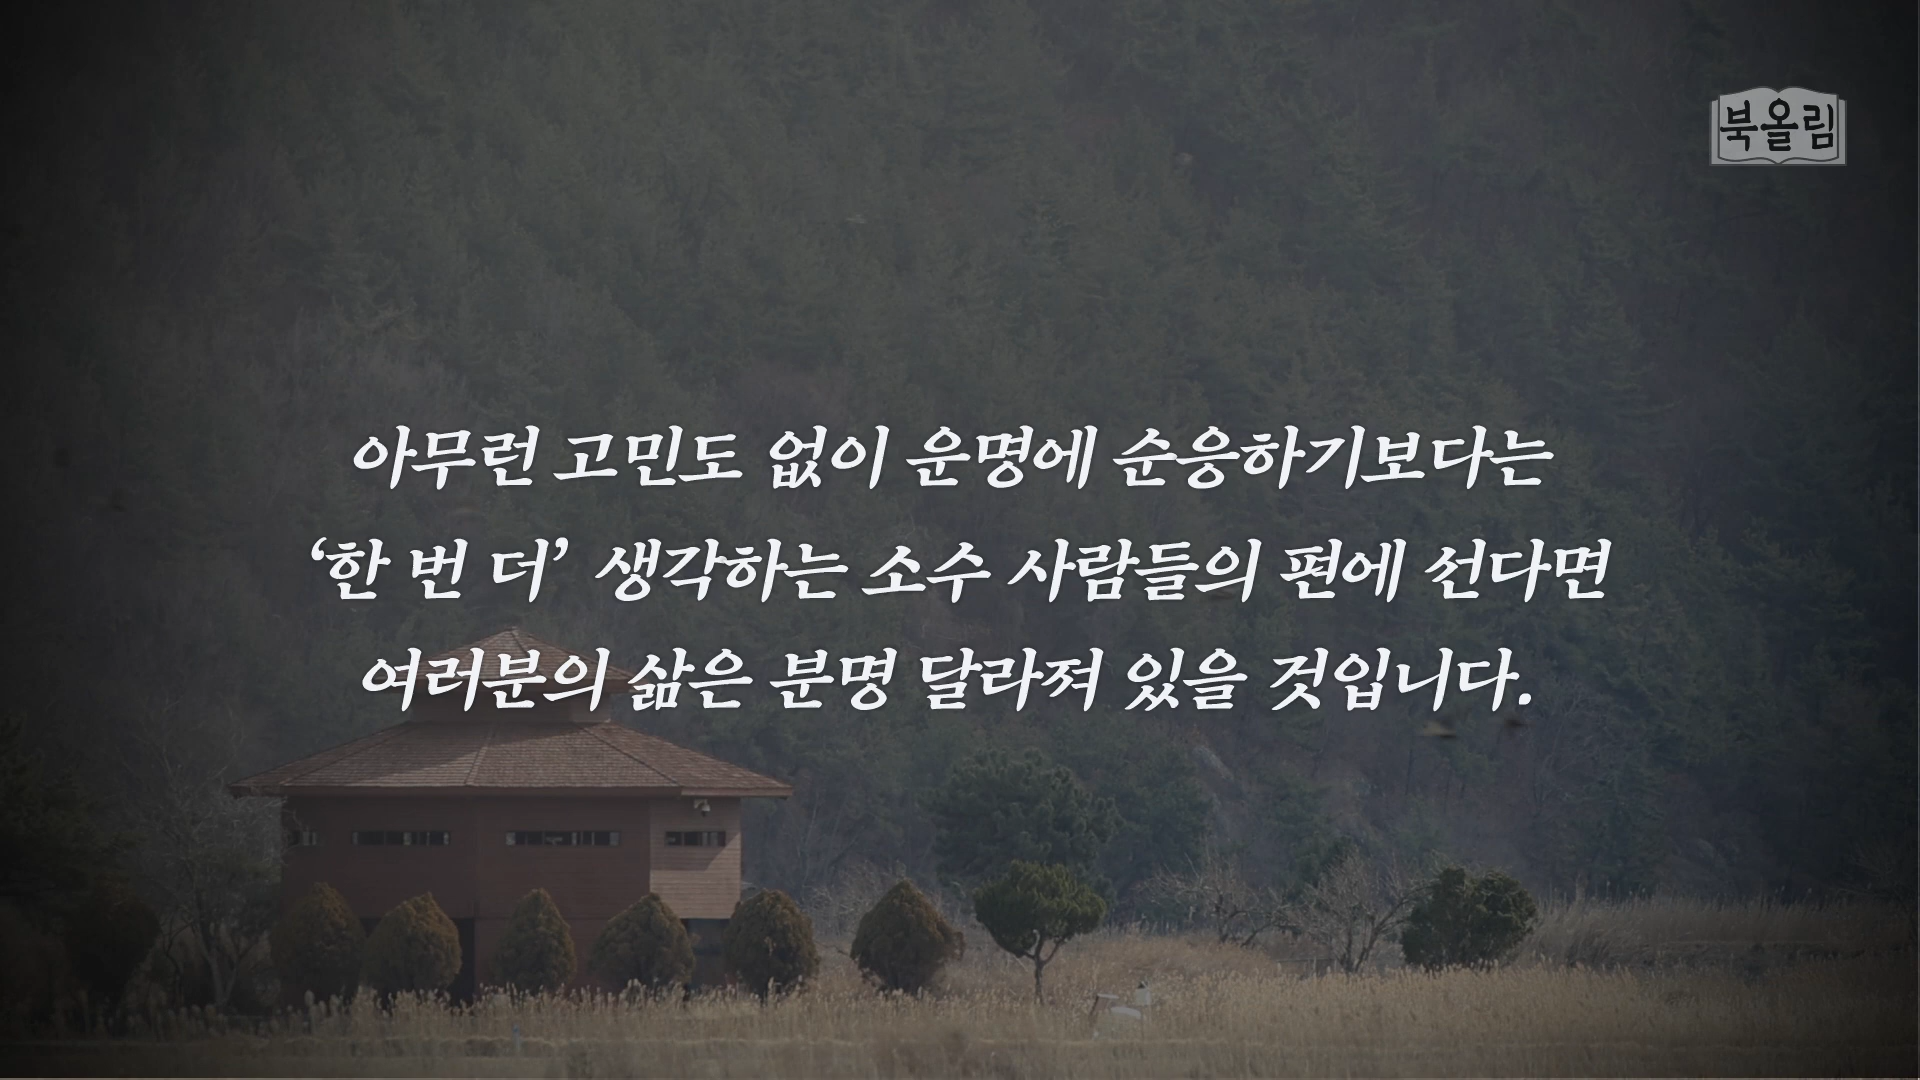 북올림
아무런 고민도 없이 운명에 순응하기보다는
‘한 번 더’ 생각하는 소수 사람들의 편에 선다면
여러분의 삶은 분명 달라져 있을 것입니다.